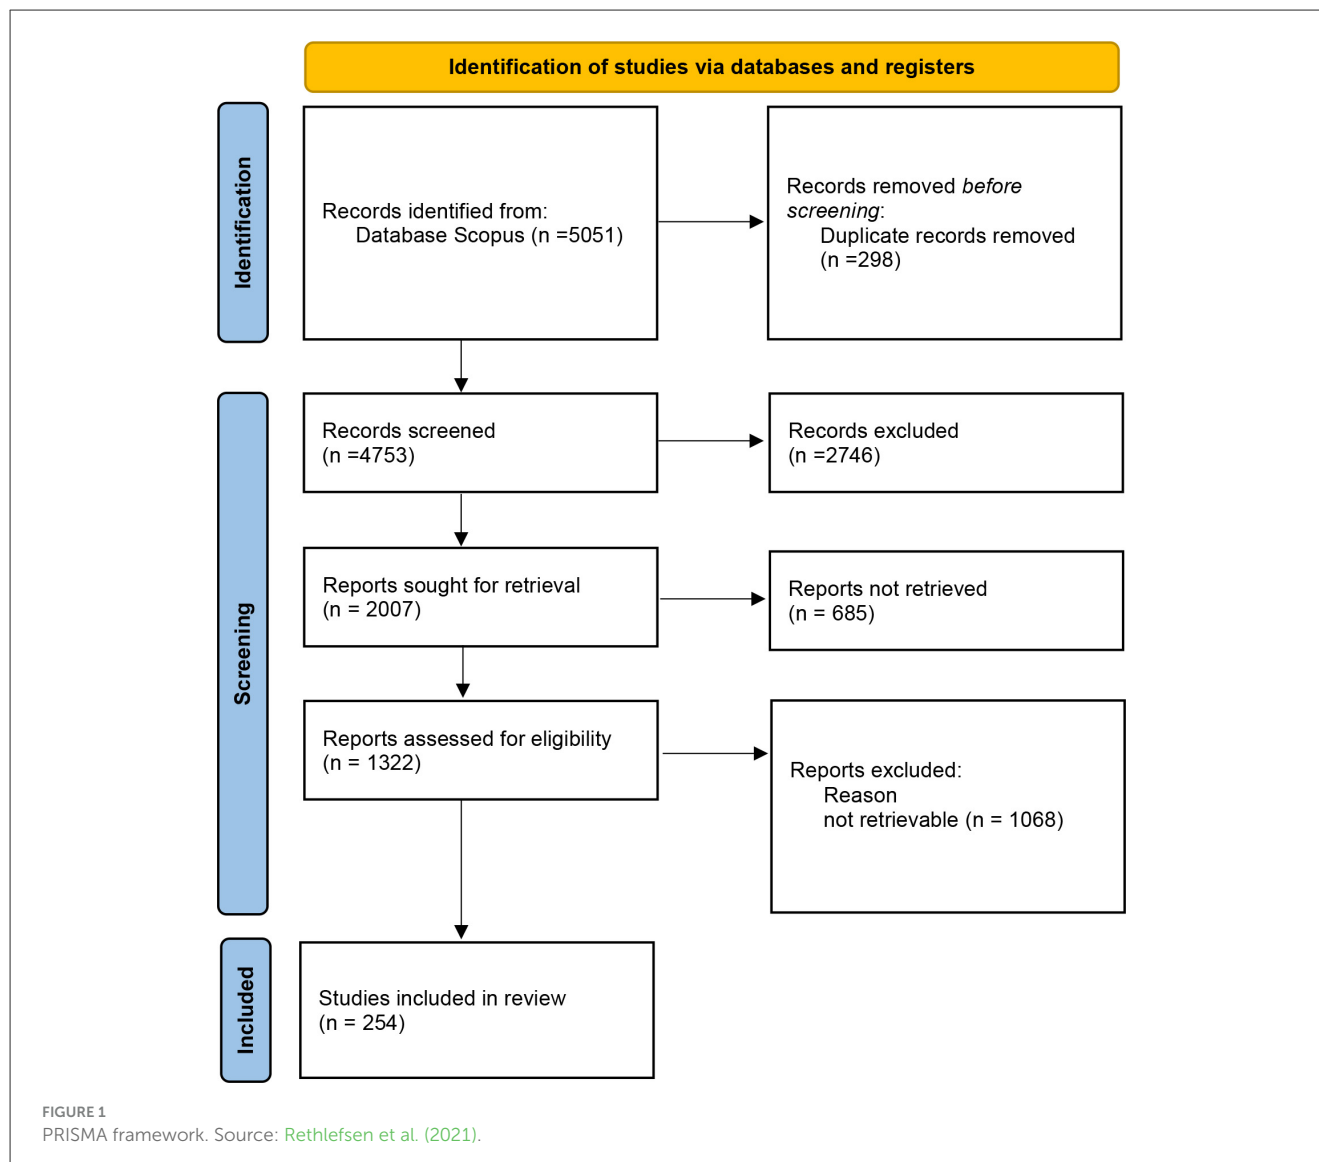 Identification of studies via databases and registers
Identification
Records identified from:
Database Scopus (n =5051)
Records removed before
screening:
Duplicate records removed
(n =298)
Screening
Records screened
(n =4753)
Records excluded
(n =2746)
Reports sought for retrieval
(n = 2007)
Reports not retrieved
(n = 685)
Reports assessed for eligibility
(n = 1322)
Reports excluded:
Reason
not retrievable (n = 1068)
Included
Studies included in review
(n = 254)
FIGURE 1
PRISMA framework. Source: Rethlefsen et al. (2021).